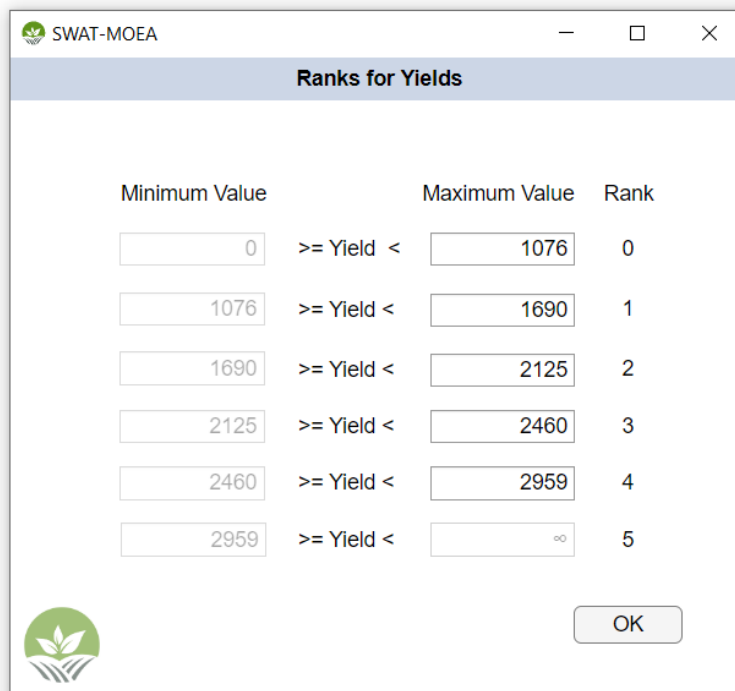 SWAT-MOEA
Ranks for Yields
Minimum Value Maximum Value Rank
0 >= Yield < 1076 0
1076 >= Yield < 1690 1
1690 >= Yield < 2125 2
2125 >= Yield < 2460 3
2460 >= Yield < 2959 4
2959 >= Yield < ∞ 5
OK